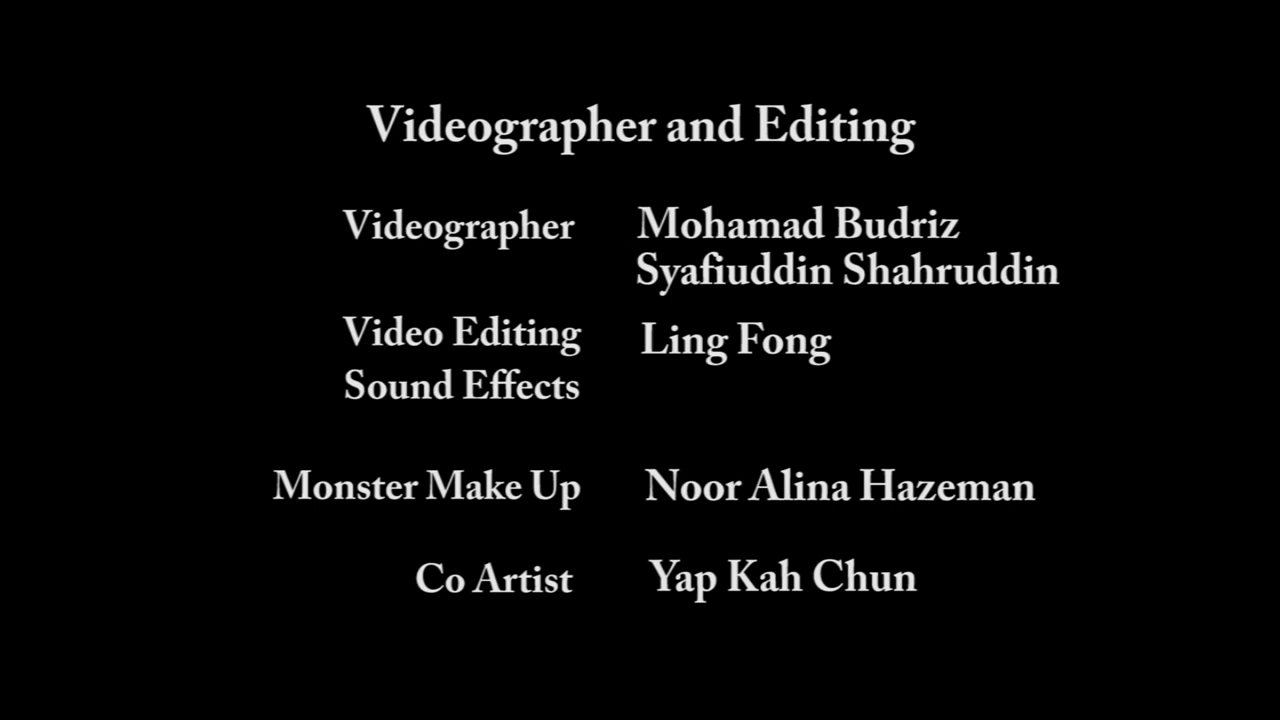 Videographer and Editing
Videographer Mohamad Budriz
Syafiuddin Shahruddin
Video Editing Ling Fong
Sound Effects
Monster Make Up Noor Alina Hazeman
Co Artist Yap Kah Chun